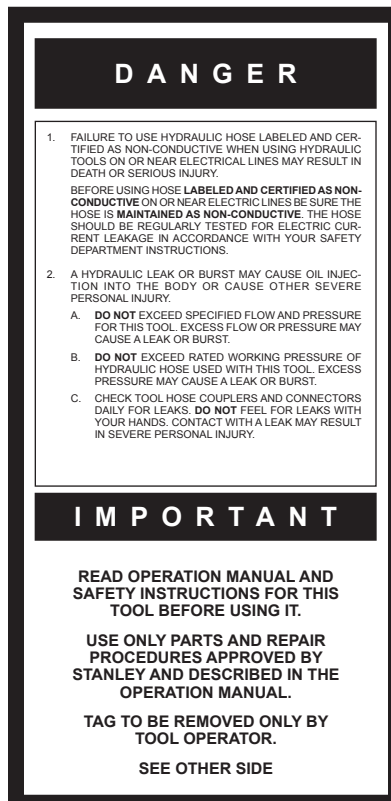 DANGER
1. FAILURE TO USE HYDRAULIC HOSE LABELED AND CER-
TIFIED AS NON-CONDUCTIVE WHEN USING HYDRAULIC
TOOLS ON OR NEAR ELECTRICAL LINES MAY RESULT IN
DEATH OR SERIOUS INJURY.
BEFORE USING HOSE LABELED AND CERTIFIED AS NON-
CONDUCTIVE ON OR NEAR ELECTRIC LINES BE SURE THE
HOSE IS MAINTAINED AS NON-CONDUCTIVE. THE HOSE
SHOULD BE REGULARLY TESTED FOR ELECTRIC CUR-
RENT LEAKAGE IN ACCORDANCE WITH YOUR SAFETY
DEPARTMENT INSTRUCTIONS.
2. A HYDRAULIC LEAK OR BURST MAY CAUSE OIL INJEC-
TION INTO THE BODY OR CAUSE OTHER SEVERE
PERSONAL INJURY.
A. DO NOT EXCEED SPECIFIED FLOW AND PRESSURE
FOR THIS TOOL. EXCESS FLOW OR PRESSURE MAY
CAUSE A LEAK OR BURST.
B. DO NOT EXCEED RATED WORKING PRESSURE OF
HYDRAULIC HOSE USED WITH THIS TOOL. EXCESS
PRESSURE MAY CAUSE A LEAK OR BURST.
C. CHECK TOOL HOSE COUPLERS AND CONNECTORS
DAILY FOR LEAKS. DO NOT FEEL FOR LEAKS WITH
YOUR HANDS. CONTACT WITH A LEAK MAY RESULT
IN SEVERE PERSONAL INJURY.
IMPORTANT
READ OPERATION MANUAL AND
SAFETY INSTRUCTIONS FOR THIS
TOOL BEFORE USING IT.
USE ONLY PARTS AND REPAIR
PROCEDURES APPROVED BY
STANLEY AND DESCRIBED IN THE
OPERATION MANUAL.
TAG TO BE REMOVED ONLY BY
TOOL OPERATOR.
SEE OTHER SIDE